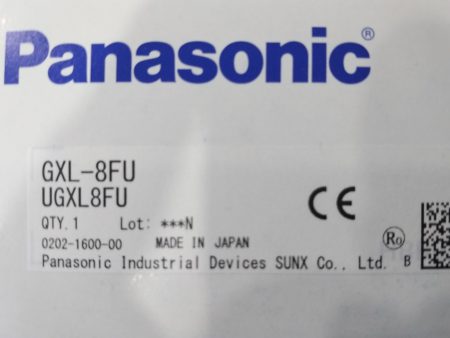 Panasonic®
GXL-8FU
UGXL8FU
CE
QTY.1 Lot: ***N
Ro
0202-1600-00 MADE IN JAPAN
Panasonic Industrial Devices SUNX Co., Ltd. B